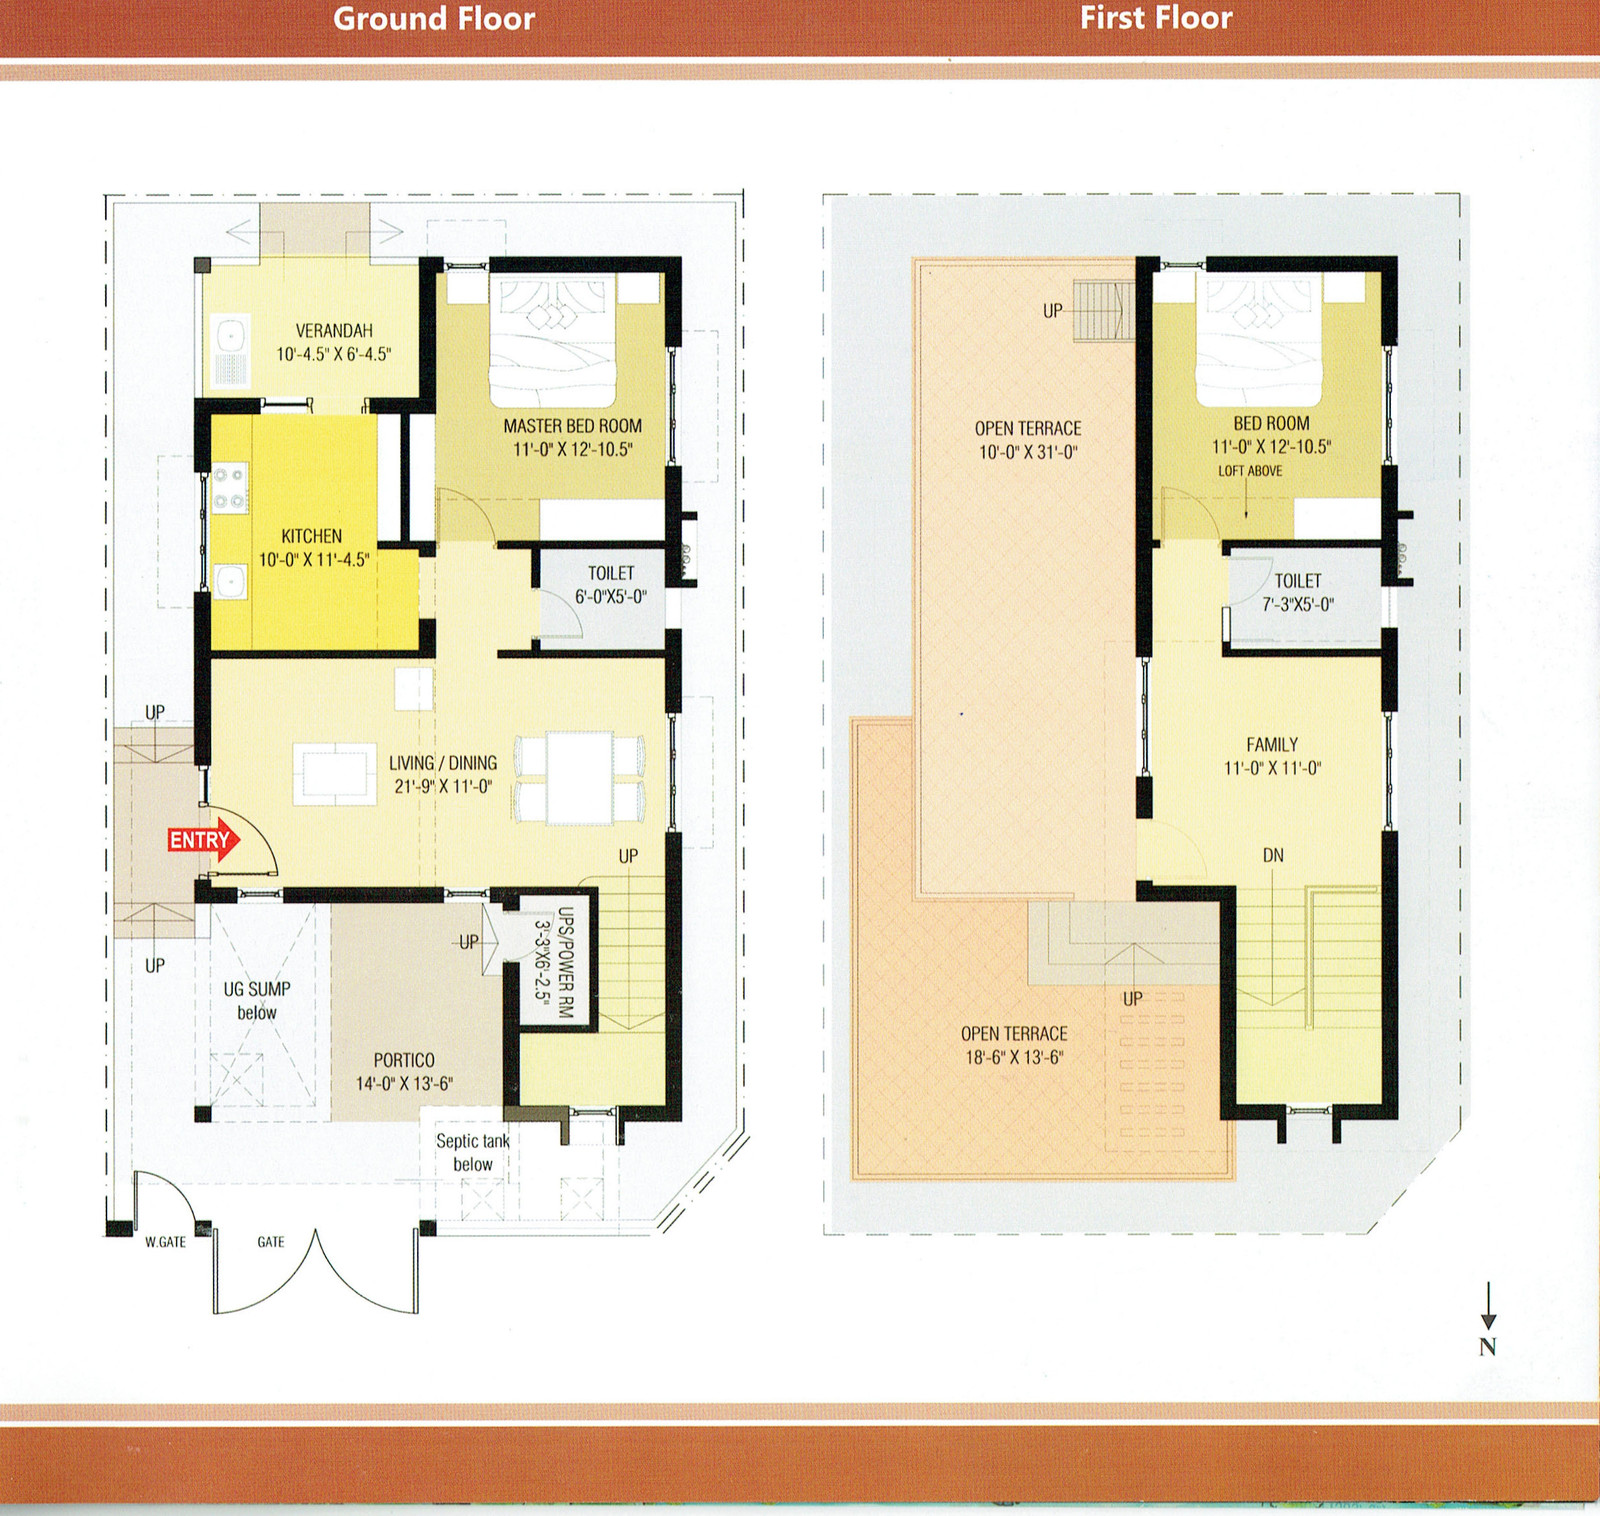 Ground Floor
First Floor
VERANDAH
10'-4.5" X 6'-4.5"
MASTER BED ROOM
11'-0" X 12'-10.5"
KITCHEN
10'-0" X 11'-4.5"
TOILET
6'-0"X5'-0"
UP
LIVING / DINING
21'-9" X 11'-0"
ENTRY
UP
UP
UP
UPS/POWER RM
3'-3"X6'-2.5"
UG SUMP
below
PORTICO
14'-0" X 13'-6"
Septic tank
below
W.GATE
GATE
UP
OPEN TERRACE
10'-0" X 31'-0"
BED ROOM
11'-0" X 12'-10.5"
LOFT ABOVE
TOILET
7'-3"X5'-0"
FAMILY
11'-0" X 11'-0"
DN
UP
OPEN TERRACE
18'-6" X 13'-6"
N